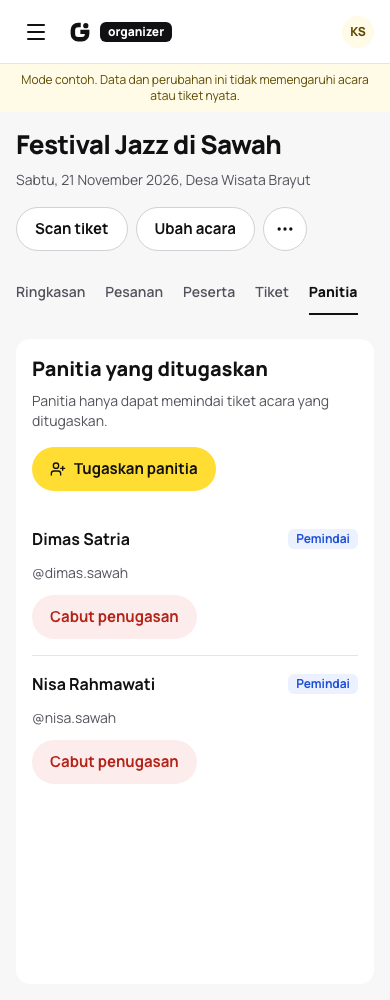 organizer
KS
Mode contoh. Data dan perubahan ini tidak memengaruhi acara
atau tiket nyata.
Festival Jazz di Sawah
Sabtu, 21 November 2026, Desa Wisata Brayut
Scan tiket
Ubah acara
Ringkasan
Pesanan
Peserta
Tiket
Panitia
Panitia yang ditugaskan
Panitia hanya dapat memindai tiket acara yang
ditugaskan.
Tugaskan panitia
Dimas Satria
Pemindai
@dimas.sawah
Cabut penugasan
Nisa Rahmawati
Pemindai
@nisa.sawah
Cabut penugasan